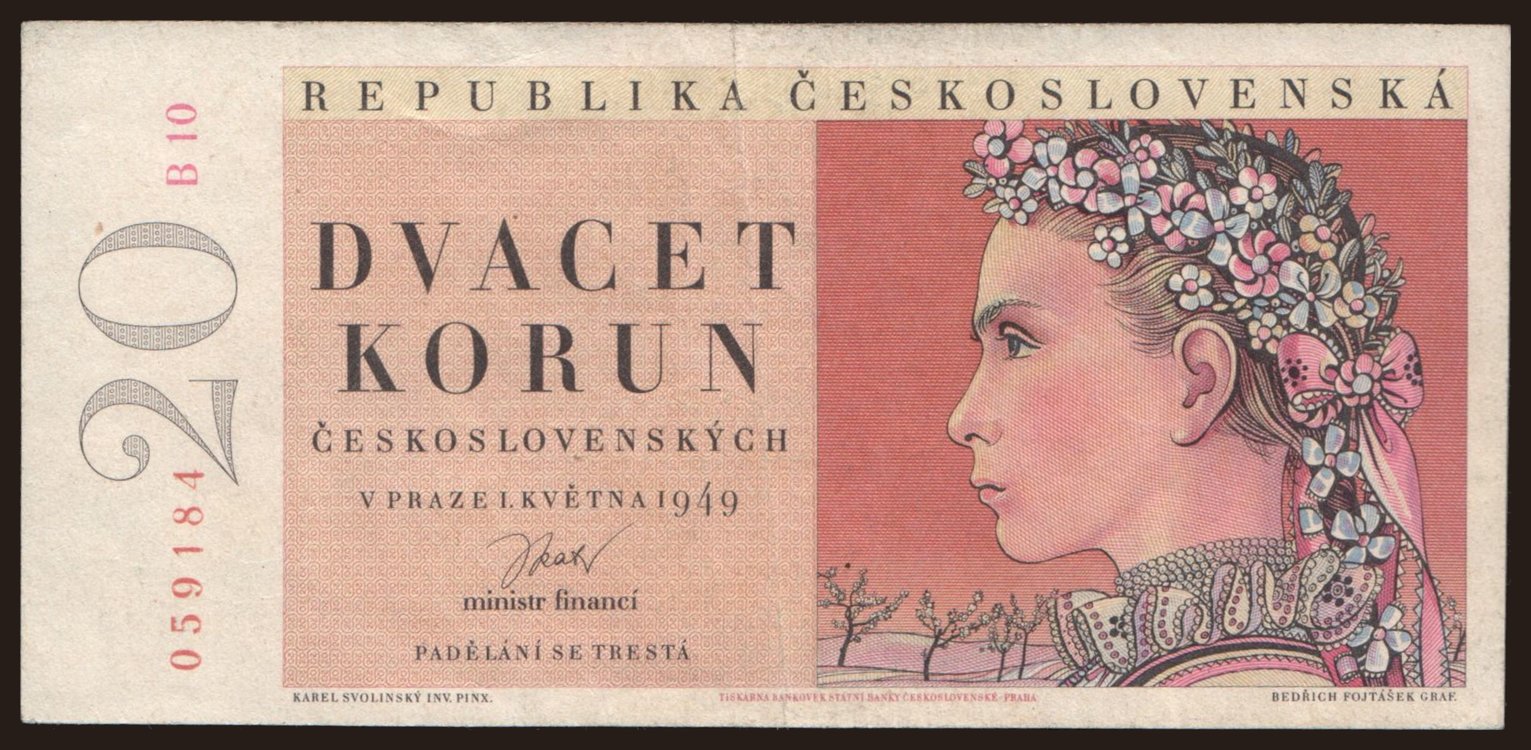 REPUBLIKA ČESKOSLOVENSKÁ
B 10
20
059184
DVACET
KORUN
ČESKOSLOVENSKÝCH
V PRAZE 1. KVĚTNA 1949
ministr financí
PADĚLÁNÍ SE TRESTÁ
KAREL SVOLINSKÝ INV. PINX.
TISKÁRNA BANKOVEK STÁTNÍ BANKY ČESKOSLOVENSKÉ - PRAHA
BEDŘICH FOJTÁŠEK GRAF.